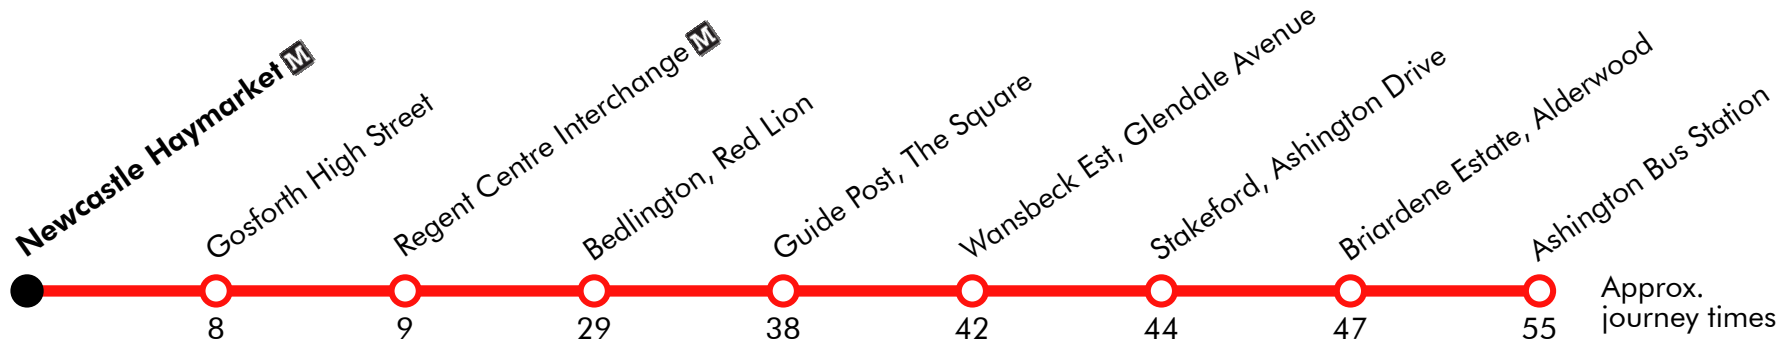 Newcastle Haymarket M
Gosforth High Street
Regent Centre Interchange M
Bedlington, Red Lion
Guide Post, The Square
Wansbeck Est, Glendale Avenue
Stakeford, Ashington Drive
Briardene Estate, Alderwood
Ashington Bus Station
8
9
29
38
42
44
47
55
Approx.
journey times